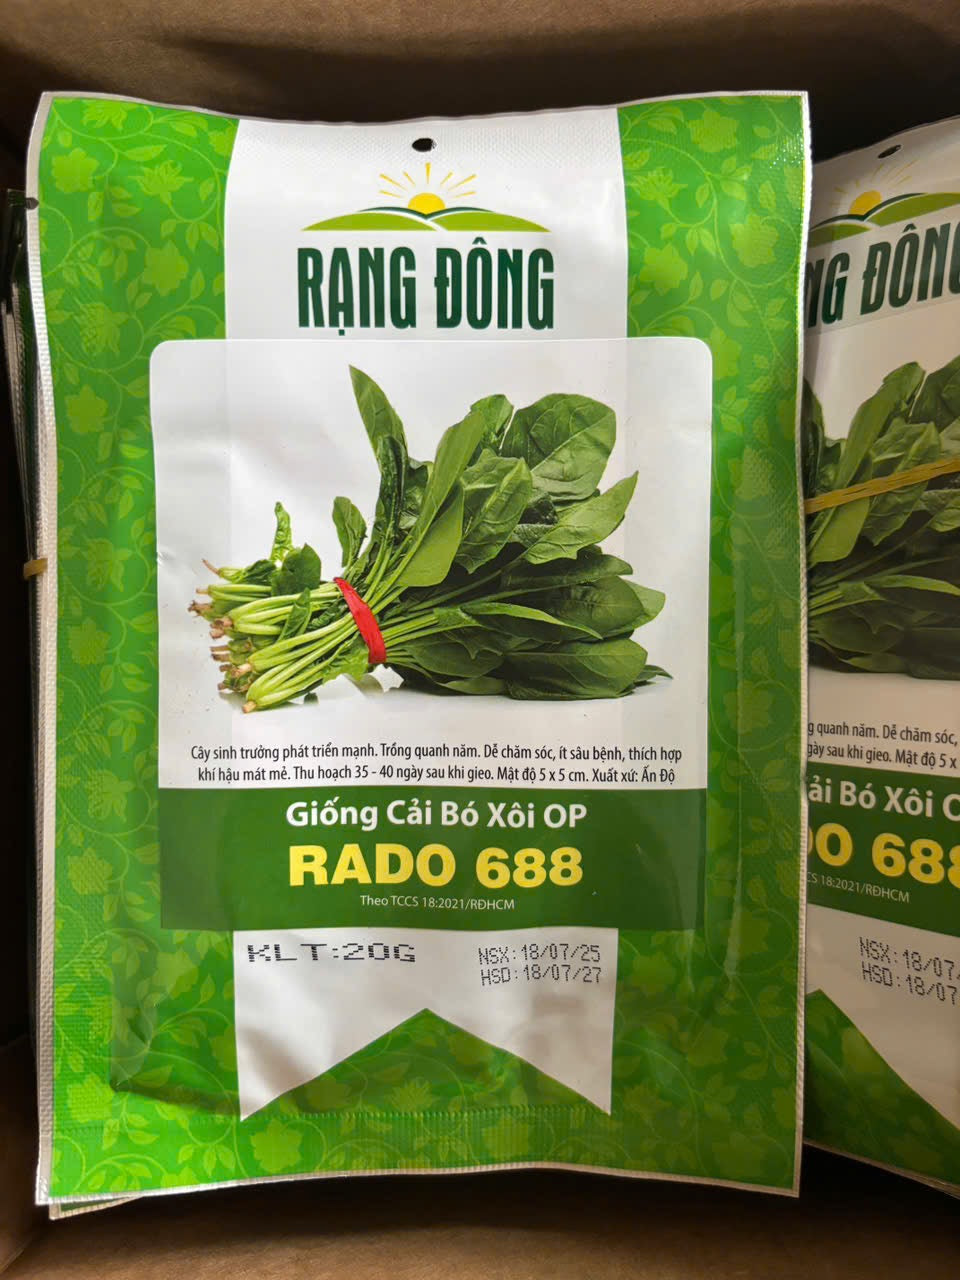 RẠNG ĐÔNG
Cây sinh trưởng phát triển mạnh. Trồng quanh năm. Dễ chăm sóc, ít sâu bệnh, thích hợp
khí hậu mát mẻ. Thu hoạch 35 - 40 ngày sau khi gieo. Mật độ 5 x 5 cm. Xuất xứ: Ấn Độ
Giống Cải Bó Xôi OP
RADO 688
Theo TCCS 18:2021/RĐHCM
KLT:20G
NSX:18/07/25
HSD:18/07/27
NG ĐÔNG
g quanh năm. Dễ chăm sóc,
gày sau khi gieo. Mật độ 5 x
ải Bó Xôi
DO 688
CS 18:2021/RĐHCM
NSX:18/07/
HSD:18/07